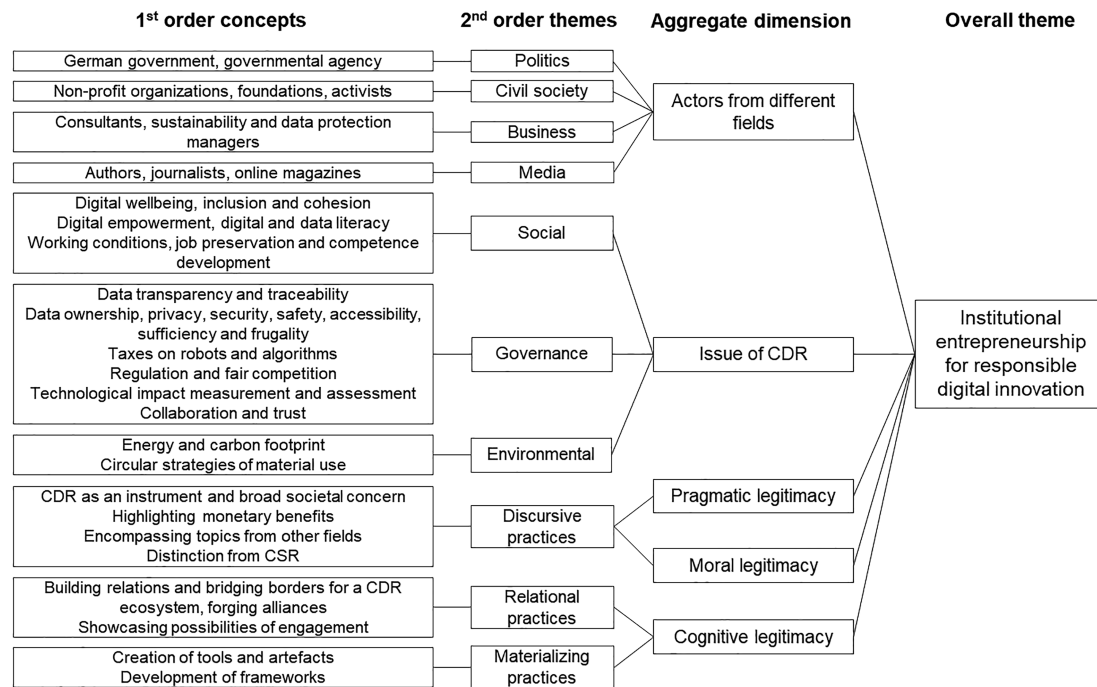 1st order concepts
2nd order themes
Aggregate dimension
Overall theme
German government, governmental agency
Politics
Non-profit organizations, foundations, activists
Civil society
Actors from different
fields
Consultants, sustainability and data protection
managers
Business
Authors, journalists, online magazines
Media
Digital wellbeing, inclusion and cohesion
Digital empowerment, digital and data literacy
Working conditions, job preservation and competence
development
Social
Data transparency and traceability
Data ownership, privacy, security, safety, accessibility,
sufficiency and frugality
Taxes on robots and algorithms
Regulation and fair competition
Technological impact measurement and assessment
Collaboration and trust
Governance
Issue of CDR
Institutional
entrepreneurship
for responsible
digital innovation
Energy and carbon footprint
Circular strategies of material use
Environmental
CDR as an instrument and broad societal concern
Highlighting monetary benefits
Encompassing topics from other fields
Distinction from CSR
Discursive
practices
Pragmatic legitimacy
Moral legitimacy
Building relations and bridging borders for a CDR
ecosystem, forging alliances
Showcasing possibilities of engagement
Relational
practices
Cognitive legitimacy
Creation of tools and artefacts
Development of frameworks
Materializing
practices